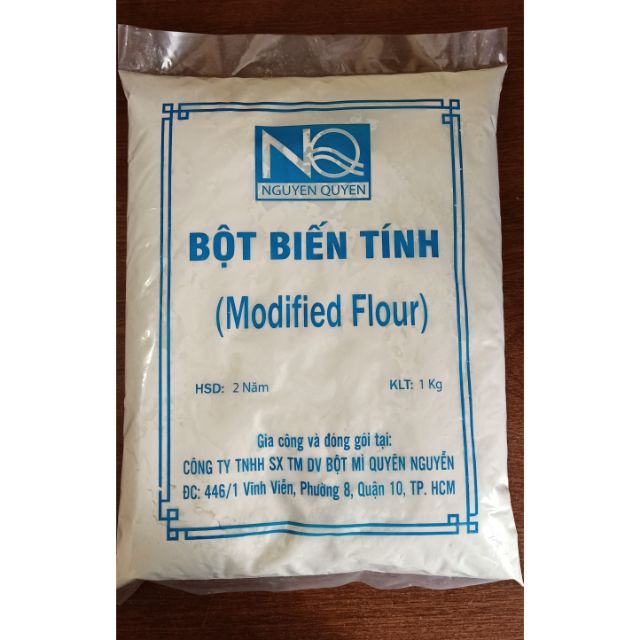 NQ
NGUYEN QUYEN
BỘT BIẾN TÍNH
(Modified Flour)
HSD: 2 Năm KLT: 1 Kg
Gia công và đóng gói tại:
CÔNG TY TNHH SX TM DV BỘT MÌ QUYÊN NGUYỄN
ĐC: 446/1 Vĩnh Viễn, Phường 8, Quận 10, TP. HCM